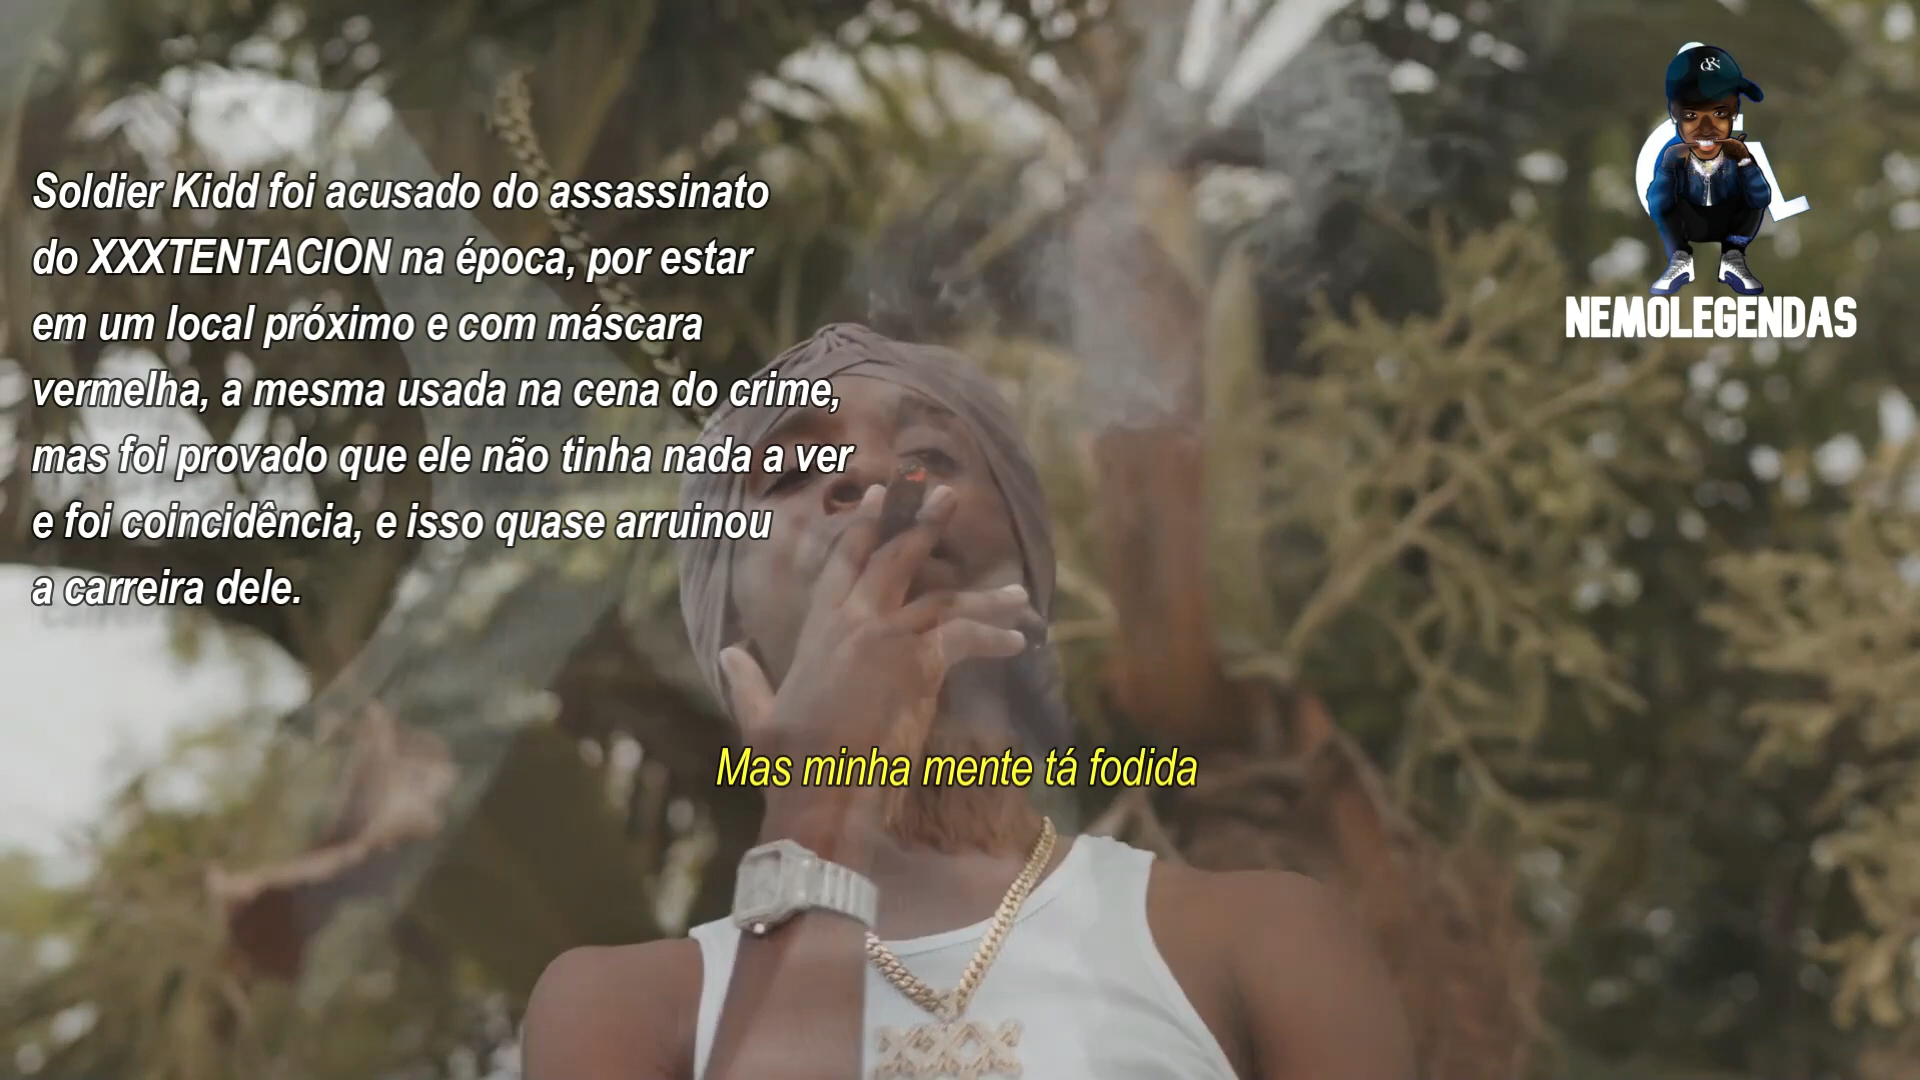 Soldier Kidd foi acusado do assassinato
do XXXTENTACION na época, por estar
em um local próximo e com máscara
vermelha, a mesma usada na cena do crime,
mas foi provado que ele não tinha nada a ver
e foi coincidência, e isso quase arruinou
a carreira dele.
NEMOLEGENDAS
Mas minha mente tá fodida
XXX